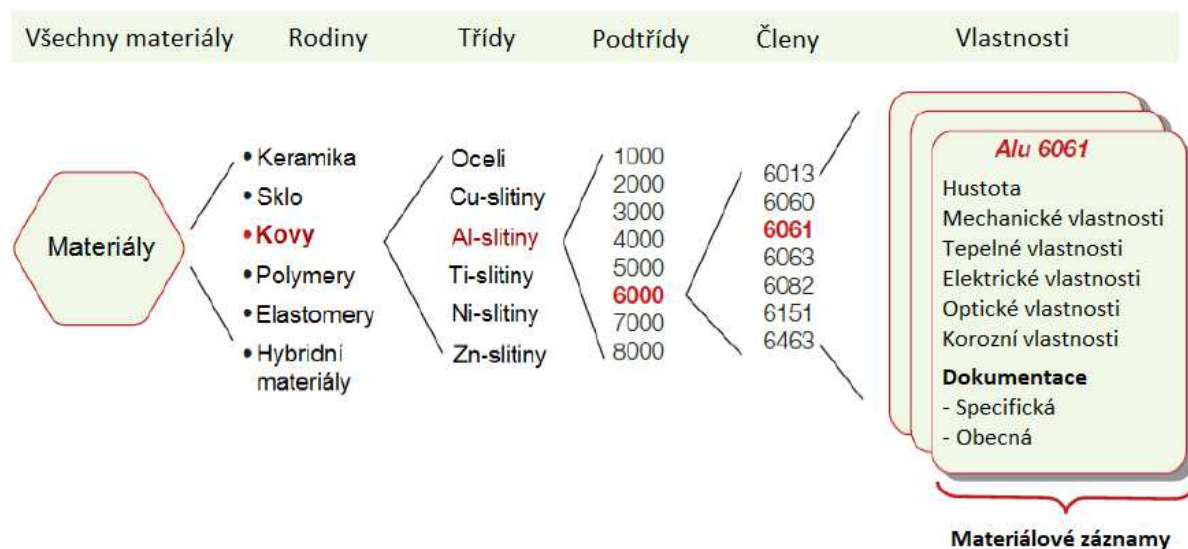 Všechny materiály Rodiny Třídy Podtřídy Členy Vlastnosti
Materiály
• Keramika
• Sklo
• Kovy
• Polymery
• Elastomery
• Hybridní
materiály
Oceli
Cu-slitiny
Al-slitiny
Ti-slitiny
Ni-slitiny
Zn-slitiny
1000
2000
3000
4000
5000
6000
7000
8000
6013
6060
6061
6063
6082
6151
6463
Alu 6061
Hustota
Mechanické vlastnosti
Tepelné vlastnosti
Elektrické vlastnosti
Optické vlastnosti
Korozní vlastnosti
Dokumentace
- Specifická
- Obecná
Materiálové záznamy